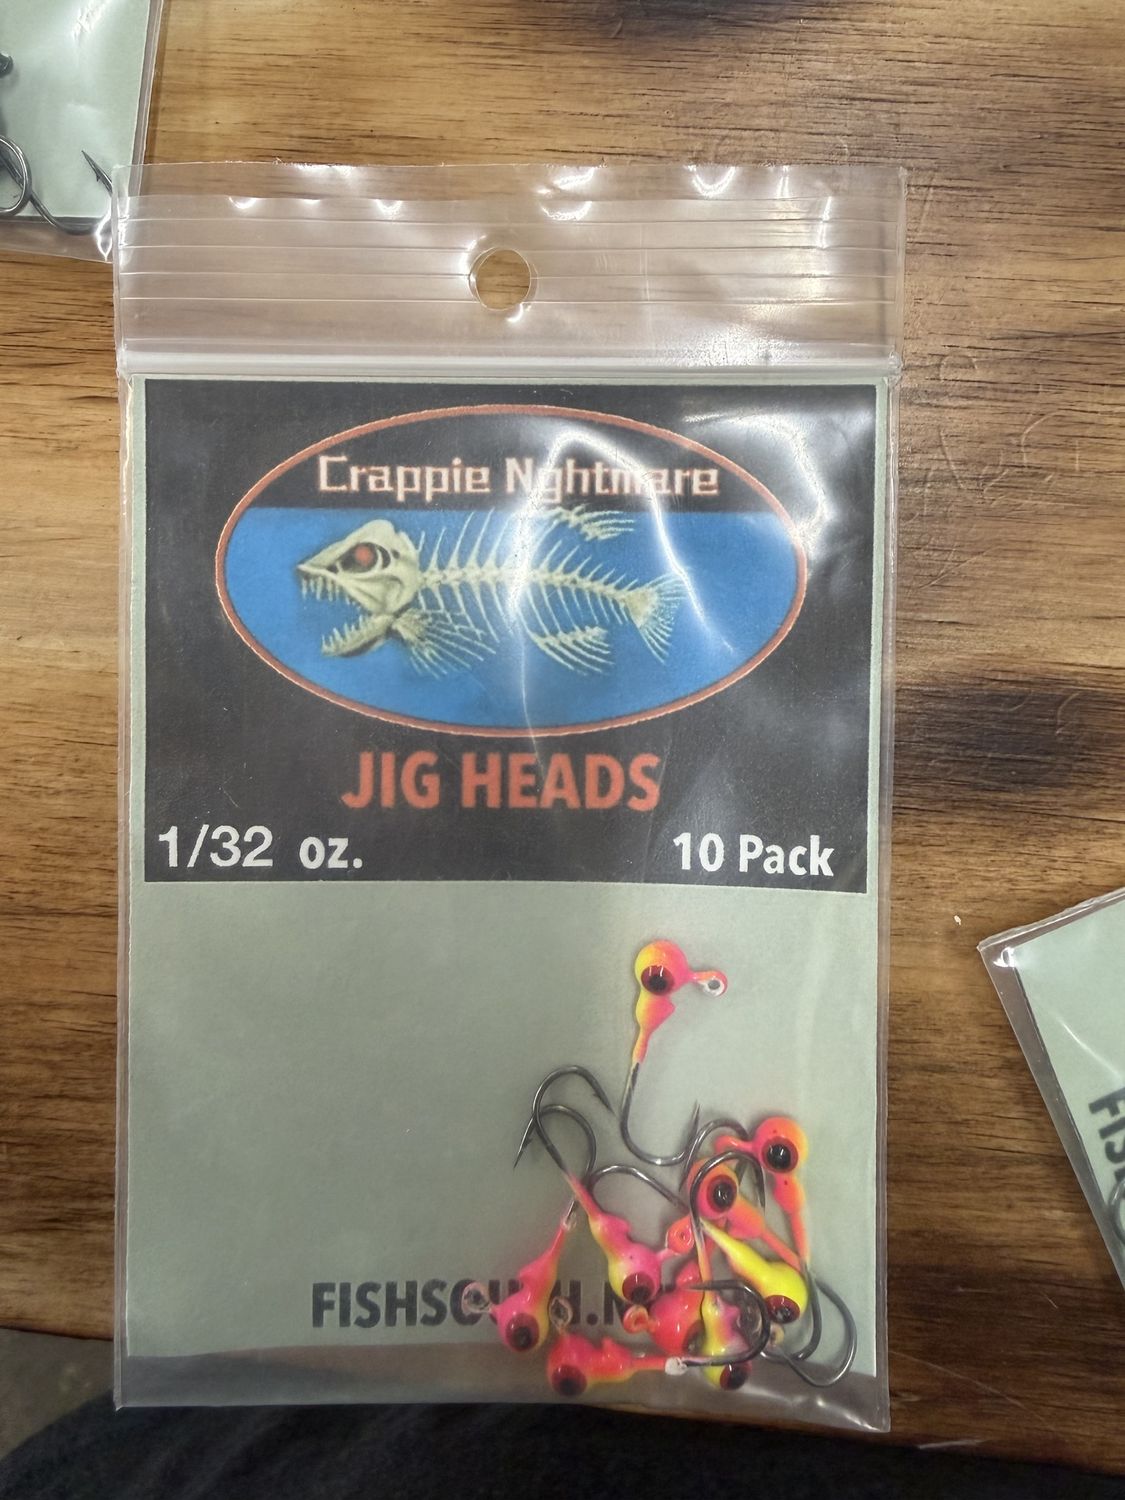 Crappie Nghtmare
JIG HEADS
1/32 oz.
10 Pack